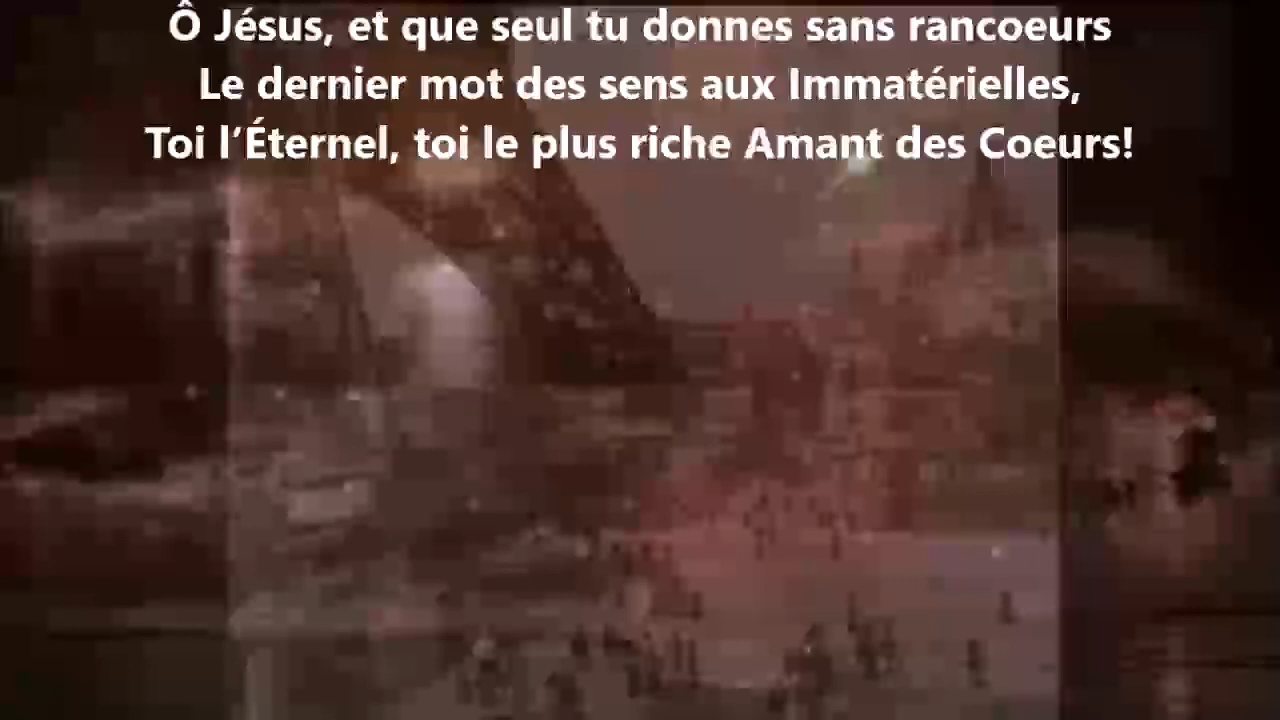 Ô Jésus, et que seul tu donnes sans rancoeurs
Le dernier mot des sens aux Immatérielles,
Toi l’Éternel, toi le plus riche Amant des Coeurs!